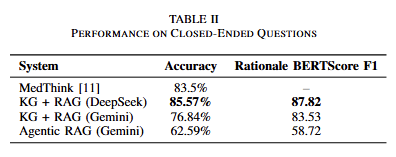 TABLE II
PERFORMANCE ON CLOSED-ENDED QUESTIONS
System Accuracy Rationale BERTScore F1
MedThink [11] 83.5% –
KG + RAG (DeepSeek) 85.57% 87.82
KG + RAG (Gemini) 76.84% 83.53
Agentic RAG (Gemini) 62.59% 58.72